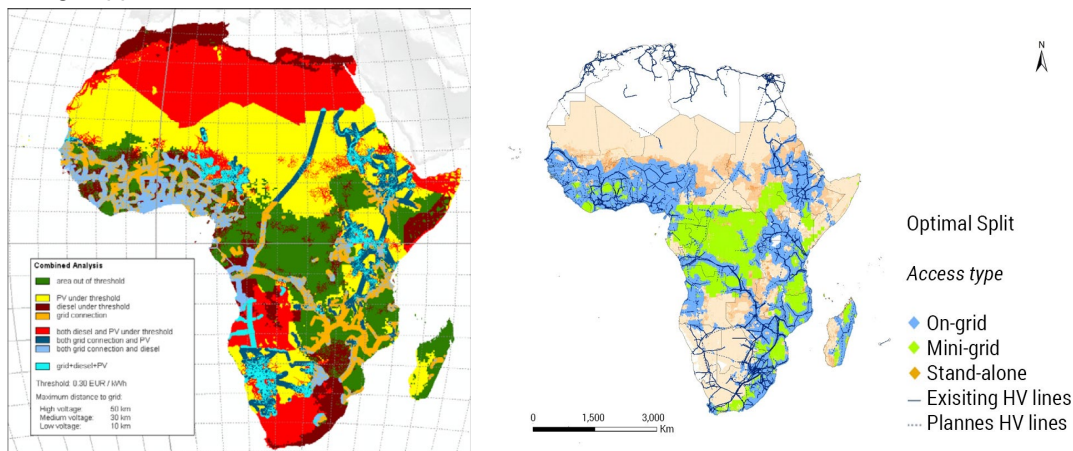 Combined Analysis
area out of threshold
PV under threshold
diesel under threshold
grid connection
both diesel and PV under threshold
both grid connection and PV
both grid connection and diesel
grid+diesel+PV
Threshold: 0.30 EUR / kWh
Maximum distance to grid:
High voltage: 50 km
Medium voltage: 30 km
Low voltage: 10 km
N
Optimal Split
Access type
On-grid
Mini-grid
Stand-alone
Exisiting HV lines
Plannes HV lines
0 1,500 3,000
Km